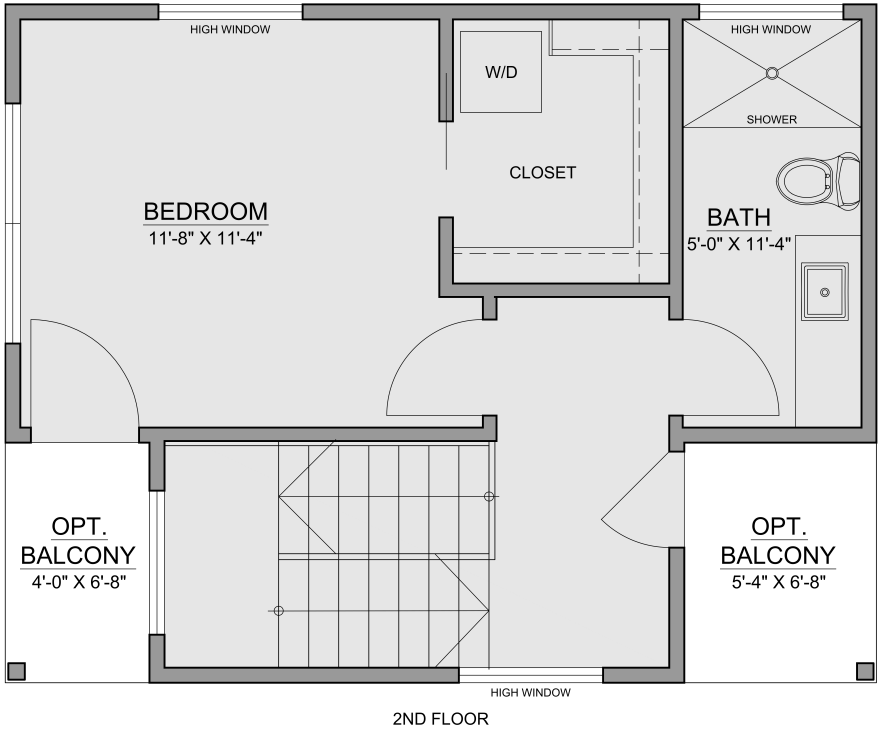 HIGH WINDOW
HIGH WINDOW
W/D
SHOWER
CLOSET
BEDROOM
11'-8" X 11'-4"
BATH
5'-0" X 11'-4"
OPT.
BALCONY
4'-0" X 6'-8"
OPT.
BALCONY
5'-4" X 6'-8"
HIGH WINDOW
2ND FLOOR